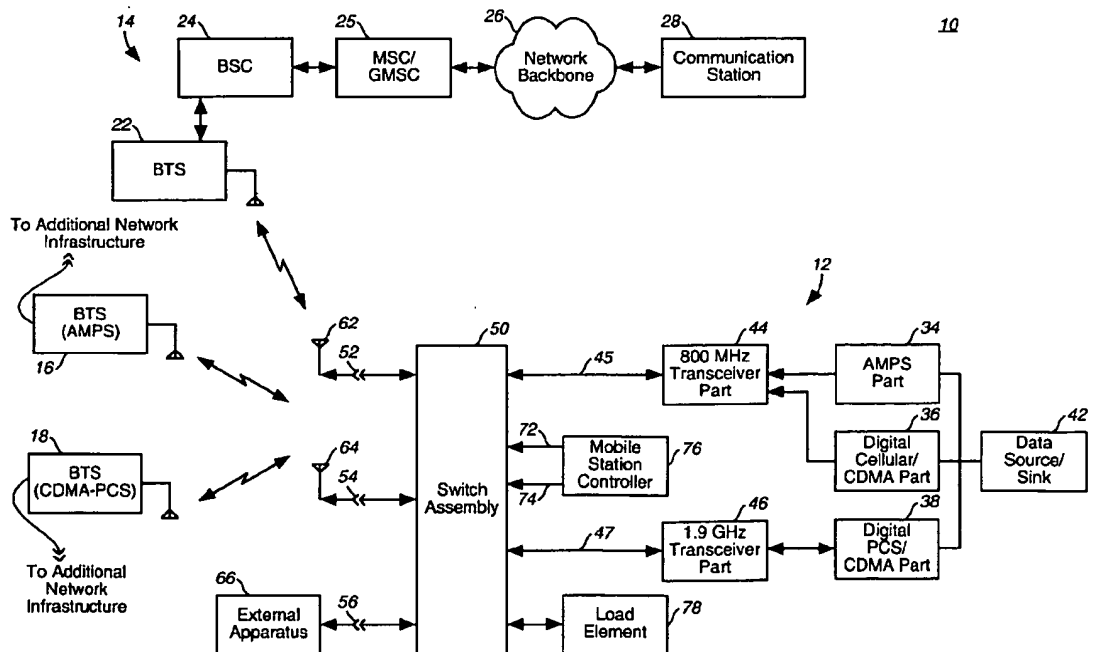 14
24
25
26
28
10
BSC
MSC/
GMSC
Network
Backbone
Communication
Station
22
BTS
To Additional Network
Infrastructure
BTS
(AMPS)
16
18
BTS
(CDMA-PCS)
To Additional
Network
Infrastructure
12
62
52
64
54
66
External
Apparatus
56
50
Switch
Assembly
45
44
800 MHz
Transceiver
Part
34
AMPS
Part
72
74
Mobile
Station
Controller
76
36
Digital
Cellular/
CDMA Part
42
Data
Source/
Sink
47
46
1.9 GHz
Transceiver
Part
38
Digital
PCS/
CDMA Part
Load
Element
78